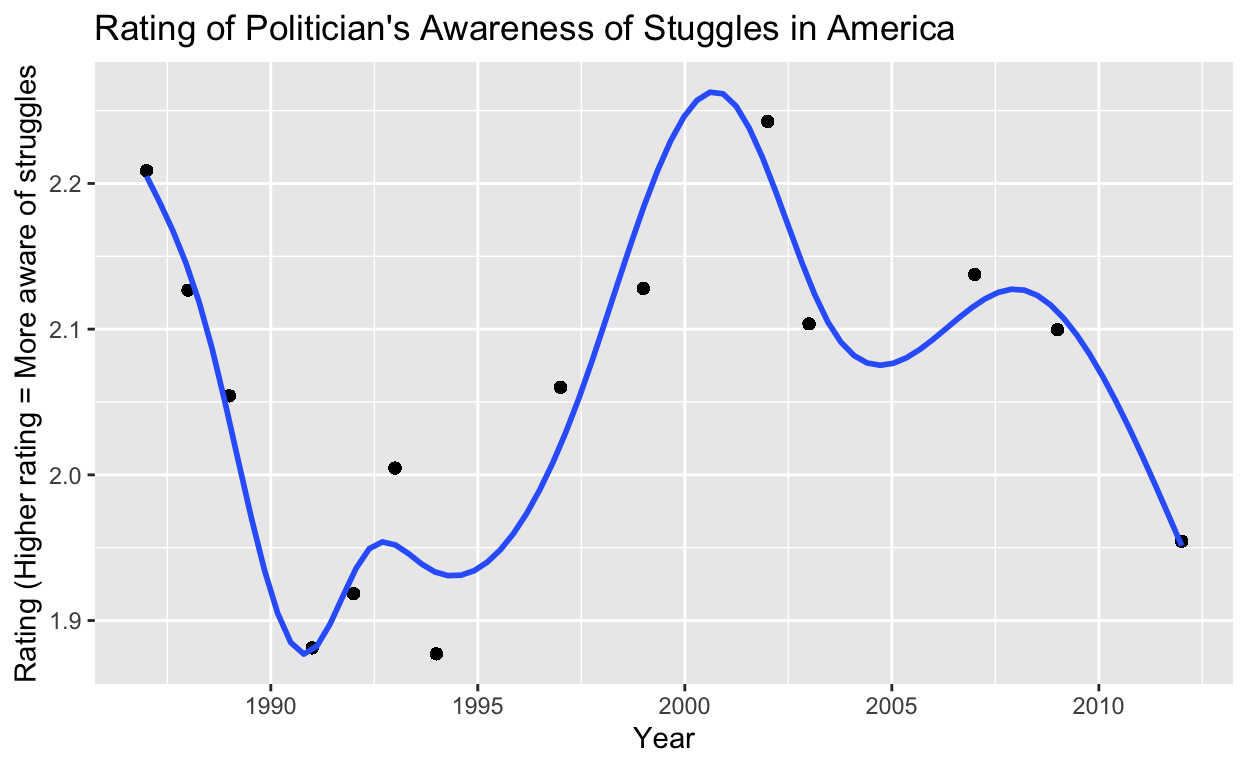 Rating of Politician's Awareness of Stuggles in America
Rating (Higher rating = More aware of struggles
2.2
2.1
2.0
1.9
1990 1995 2000 2005 2010
Year